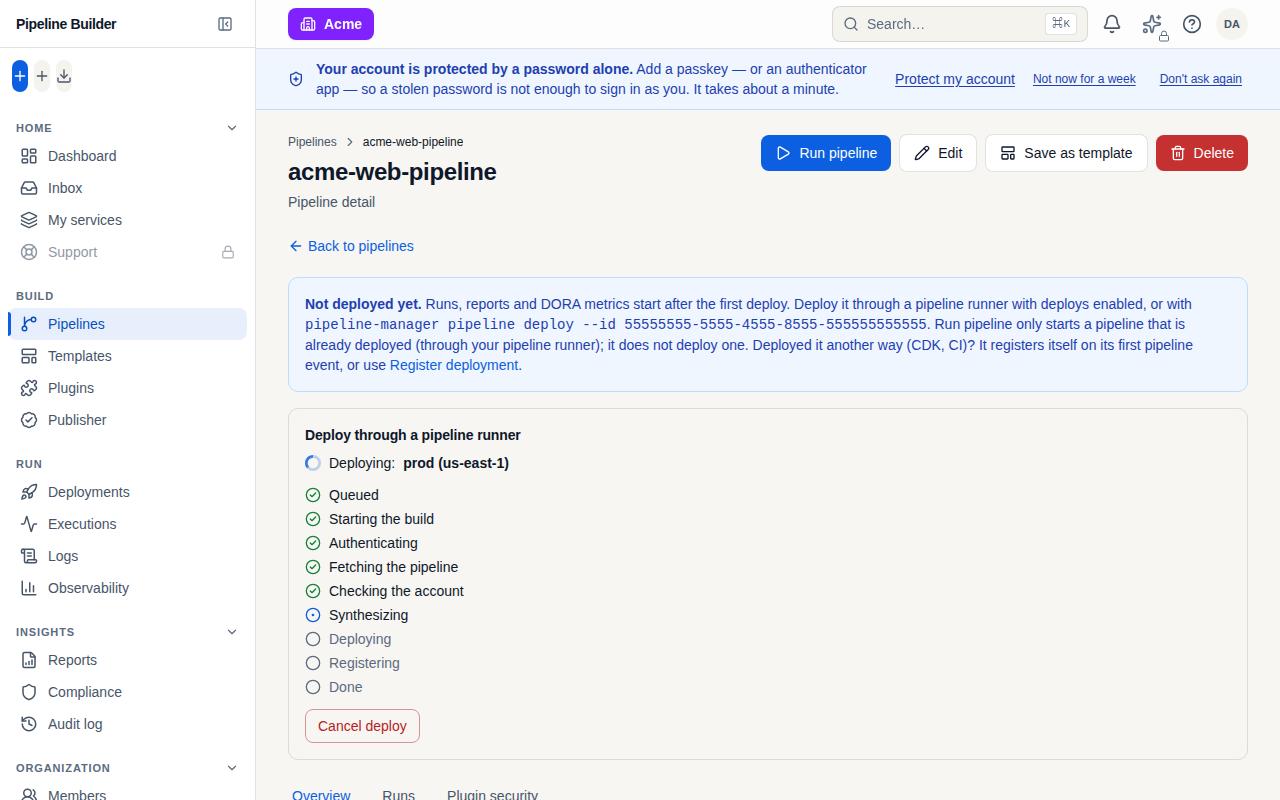 Pipeline Builder
Acme
Search…
⌘K
DA
Your account is protected by a password alone. Add a passkey — or an authenticator
app — so a stolen password is not enough to sign in as you. It takes about a minute.
Protect my account
Not now for a week
Don't ask again
HOME
Dashboard
Inbox
My services
Support
BUILD
Pipelines
Templates
Plugins
Publisher
RUN
Deployments
Executions
Logs
Observability
INSIGHTS
Reports
Compliance
Audit log
ORGANIZATION
Members
Pipelines
acme-web-pipeline
acme-web-pipeline
Pipeline detail
Run pipeline
Edit
Save as template
Delete
Back to pipelines
Not deployed yet. Runs, reports and DORA metrics start after the first deploy. Deploy it through a pipeline runner with deploys enabled, or with
pipeline-manager pipeline deploy --id 55555555-5555-4555-8555-555555555555. Run pipeline only starts a pipeline that is
already deployed (through your pipeline runner); it does not deploy one. Deployed it another way (CDK, CI)? It registers itself on its first pipeline
event, or use Register deployment.
Deploy through a pipeline runner
Deploying: prod (us-east-1)
Queued
Starting the build
Authenticating
Fetching the pipeline
Checking the account
Synthesizing
Deploying
Registering
Done
Cancel deploy
Overview
Runs
Plugin security